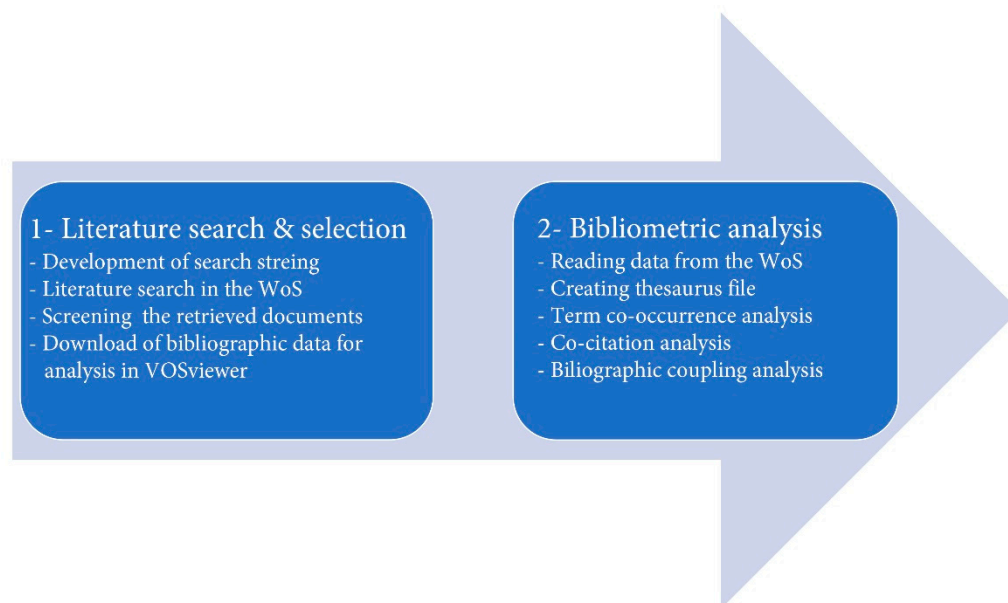 1- Literature search & selection
- Development of search streing
- Literature search in the WoS
- Screening the retrieved documents
- Download of bibliographic data for
analysis in VOSviewer
2- Bibliometric analysis
- Reading data from the WoS
- Creating thesaurus file
- Term co-occurrence analysis
- Co-citation analysis
- Biliographic coupling analysis